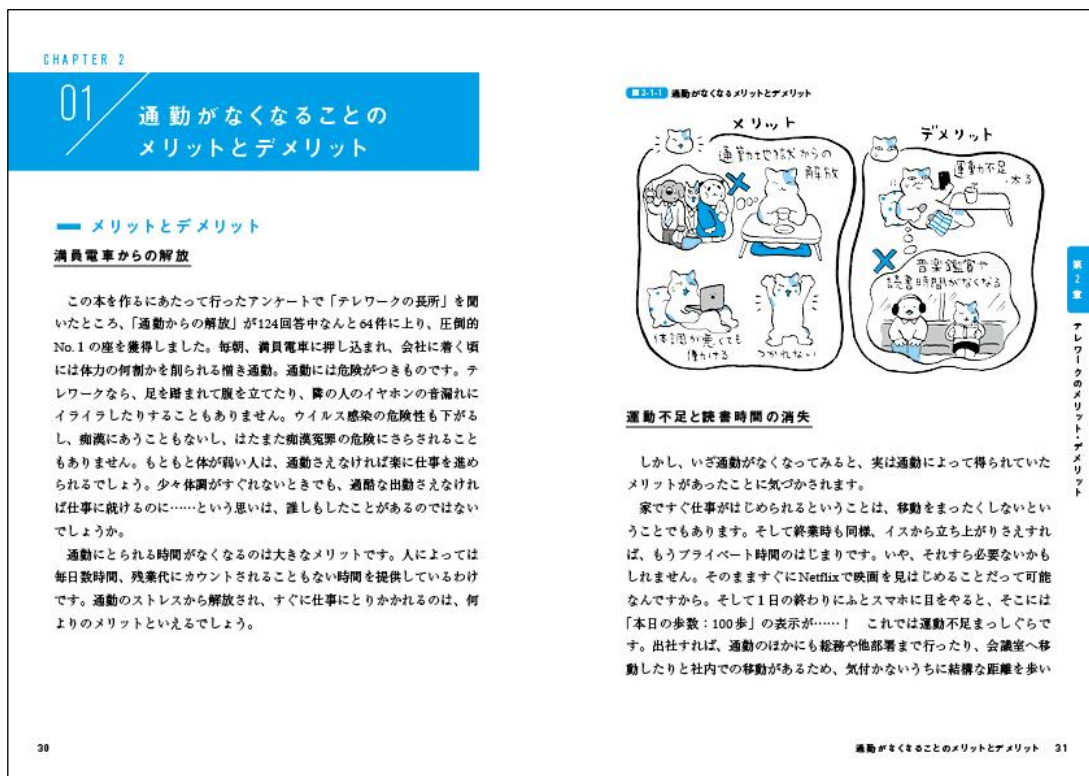 CHAPTER 2
01
通勤がなくなることの
メリットとデメリット
メリットとデメリット
満員電車からの解放
この本を作るにあたって行ったアンケートで「テレワークの長所」を聞
いたところ、「通勤からの解放」が124回答中なんと64件に上り、圧倒的
No.1の座を獲得しました。毎朝、満員電車に押し込まれ、会社に着く頃
には体力の何割かを削られる憎き通勤。通勤には危険がつきものです。テ
レワークなら、足を踏まれて腹を立てたり、隣の人のイヤホンの音漏れに
イライラしたりすることもありません。ウイルス感染の危険性も下がる
し、痴漢にあうこともないし、はたまた痴漢冤罪の危険にさらされること
もありません。もともと体が弱い人は、通勤さえなければ楽に仕事を進め
られるでしょう。少々体調がすぐれないときでも、過酷な出勤さえなけれ
ば仕事に就けるのに……という思いは、誰しもしたことがあるのではない
でしょうか。
通勤にとられる時間がなくなるのは大きなメリットです。人によっては
毎日数時間、残業代にカウントされることもない時間を提供しているわけ
です。通勤のストレスから解放され、すぐに仕事にとりかかれるのは、何
よりのメリットといえるでしょう。
30
図2-1-1 通勤がなくなるメリットとデメリット
メリット
通勤地獄からの
解放
体調が悪くても
働ける
つかれない
デメリット
運動不足
太る
音楽鑑賞や
読書時間がなくなる
運動不足と読書時間の消失
しかし、いざ通勤がなくなってみると、実は通勤によって得られていた
メリットがあったことに気づかされます。
家ですぐ仕事がはじめられるということは、移動をまったくしないとい
うことでもあります。そして終業時も同様、イスから立ち上がりさえすれ
ば、もうプライベート時間のはじまりです。いや、それすら必要ないかも
しれません。そのまますぐにNetflixで映画を見はじめることだって可能
なんですから。そして1日の終わりにふとスマホに目をやると、そこには
「本日の歩数：100歩」の表示が……！　これでは運動不足まっしぐらで
す。出社すれば、通勤のほかにも総務や他部署まで行ったり、会議室へ移
動したりと社内での移動があるため、気付かないうちに結構な距離を歩い
第2章
テレワークのメリット・デメリット
通勤がなくなることのメリットとデメリット 31